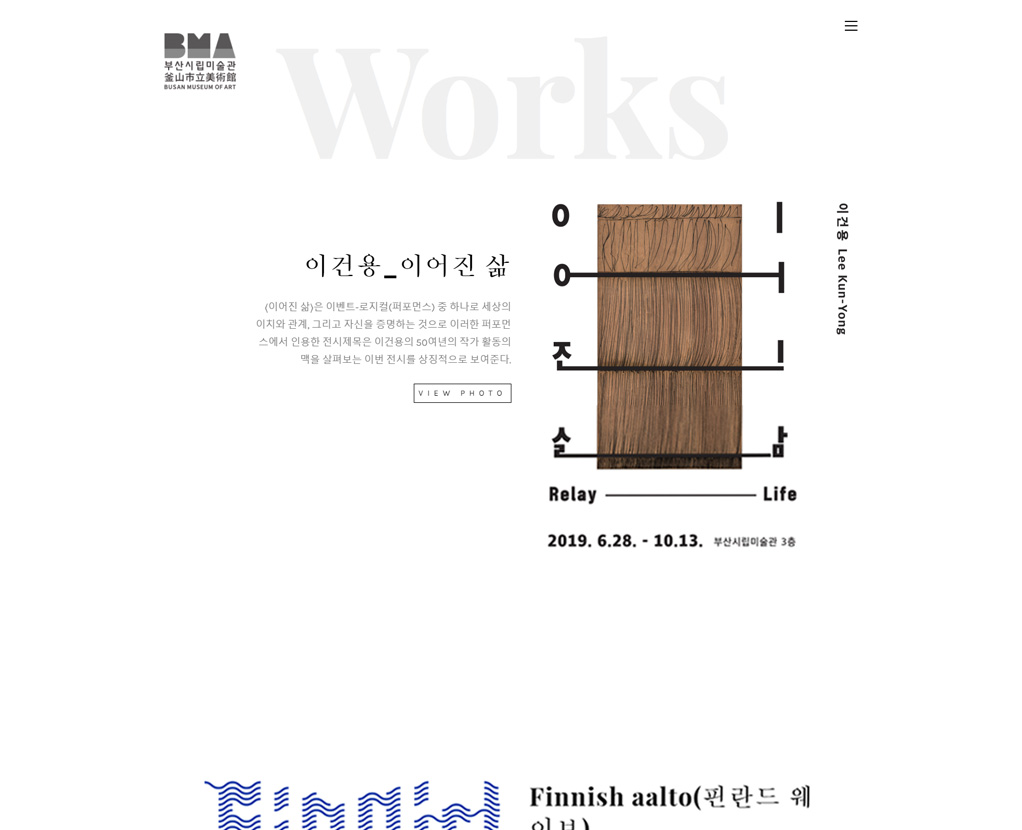 BMA
부산시립미술관
釜山市立美術館
BUSAN MUSEUM OF ART
Works
이건용_이어진 삶
(이어진 삶)은 이벤트-로지컬(퍼포먼스) 중 하나로 세상의
이치와 관계, 그리고 자신을 증명하는 것으로 이러한 퍼포먼
스에서 인용한 전시제목은 이건용의 50여년의 작가 활동의
맥을 살펴보는 이번 전시를 상징적으로 보여준다.
VIEW PHOTO
이어진 삶
Relay Life
2019. 6.28. - 10.13. 부산시립미술관 3층
이건용 Lee Kun-Yong
Finnish aalto(핀란드 웨
이브)